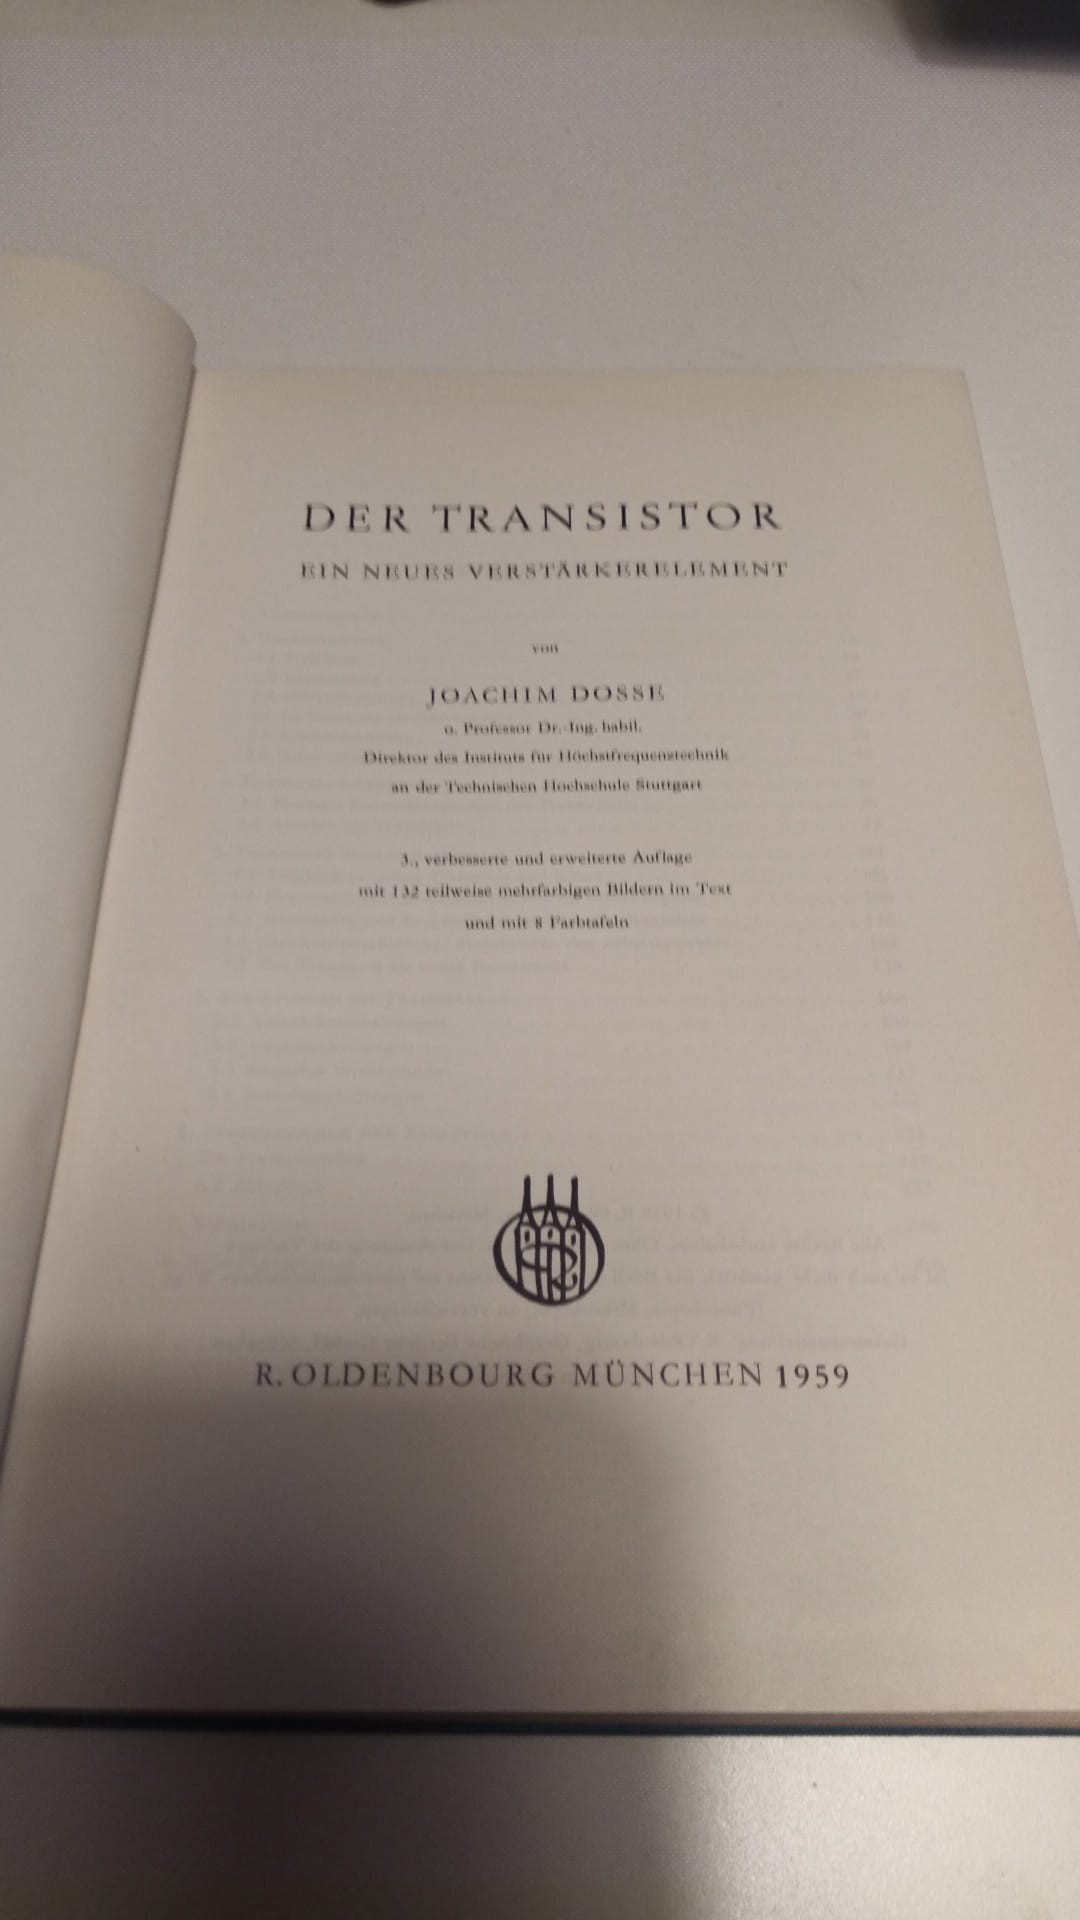 DER TRANSISTOR
EIN NEUES VERSTÄRKERELEMENT
von
JOACHIM DOSSE
o. Professor Dr.-Ing. habil.
Direktor des Instituts für Höchstfrequenztechnik
an der Technischen Hochschule Stuttgart
3., verbesserte und erweiterte Auflage
mit 132 teilweise mehrfarbigen Bildern im Text
und mit 8 Farbtafeln
R. OLDENBOURG MÜNCHEN 1959